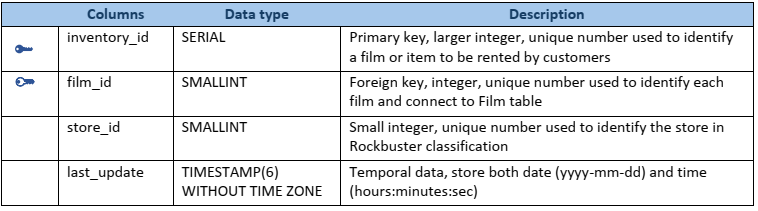 Columns Data type Description
inventory_id SERIAL Primary key, larger integer, unique number used to identify
a film or item to be rented by customers
film_id SMALLINT Foreign key, integer, unique number used to identify each
film and connect to Film table
store_id SMALLINT Small integer, unique number used to identify the store in
Rockbuster classification
last_update TIMESTAMP(6) Temporal data, store both date (yyyy-mm-dd) and time
WITHOUT TIME ZONE (hours:minutes:sec)